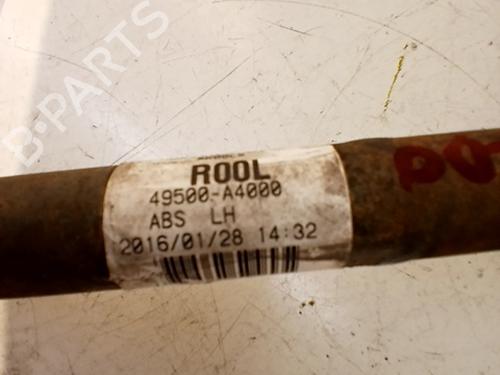 B-PARTS
ROOL
49500-A4000
ABS LH
2016/01/28 14:32